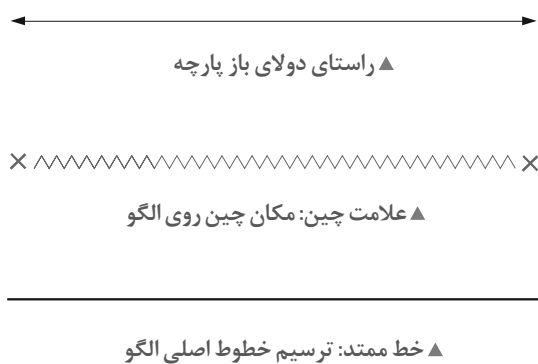 ▲ راستای دولای باز پارچه
▲ علامت چین: مکان چین روی الگو
▲ خط ممتد: ترسیم خطوط اصلی الگو